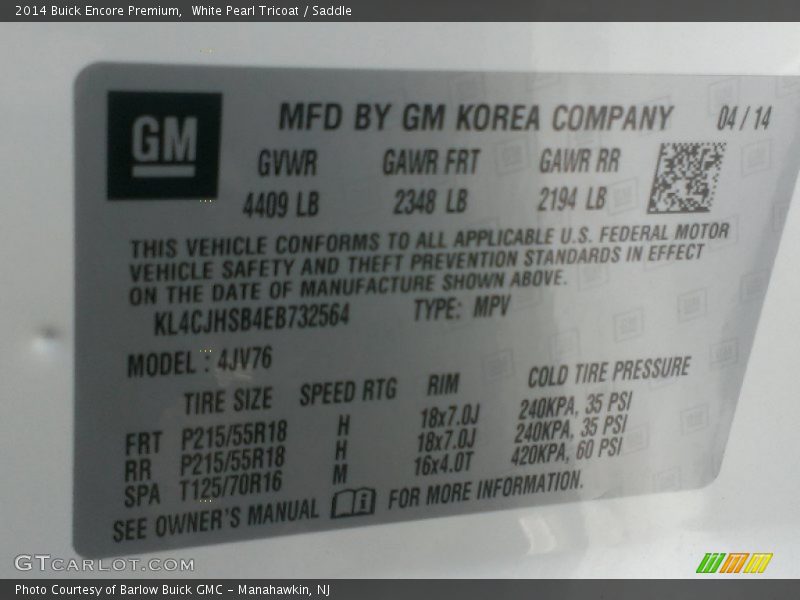 2014 Buick Encore Premium,  White Pearl Tricoat / Saddle
GM
MFD BY GM KOREA COMPANY 04 / 14
GVWR GAWR FRT GAWR RR
4409 LB 2348 LB 2194 LB
THIS VEHICLE CONFORMS TO ALL APPLICABLE U.S. FEDERAL MOTOR
VEHICLE SAFETY AND THEFT PREVENTION STANDARDS IN EFFECT
ON THE DATE OF MANUFACTURE SHOWN ABOVE.
KL4CJHSB4EB732564 TYPE: MPV
MODEL : 4JV76
TIRE SIZE SPEED RTG RIM COLD TIRE PRESSURE
FRT P215/55R18 H 18x7.0J 240KPA, 35 PSI
RR P215/55R18 H 18x7.0J 240KPA, 35 PSI
SPA T125/70R16 M 16x4.0T 420KPA, 60 PSI
SEE OWNER'S MANUAL FOR MORE INFORMATION.
GTCARLOT.COM
Photo Courtesy of Barlow Buick GMC - Manahawkin, NJ